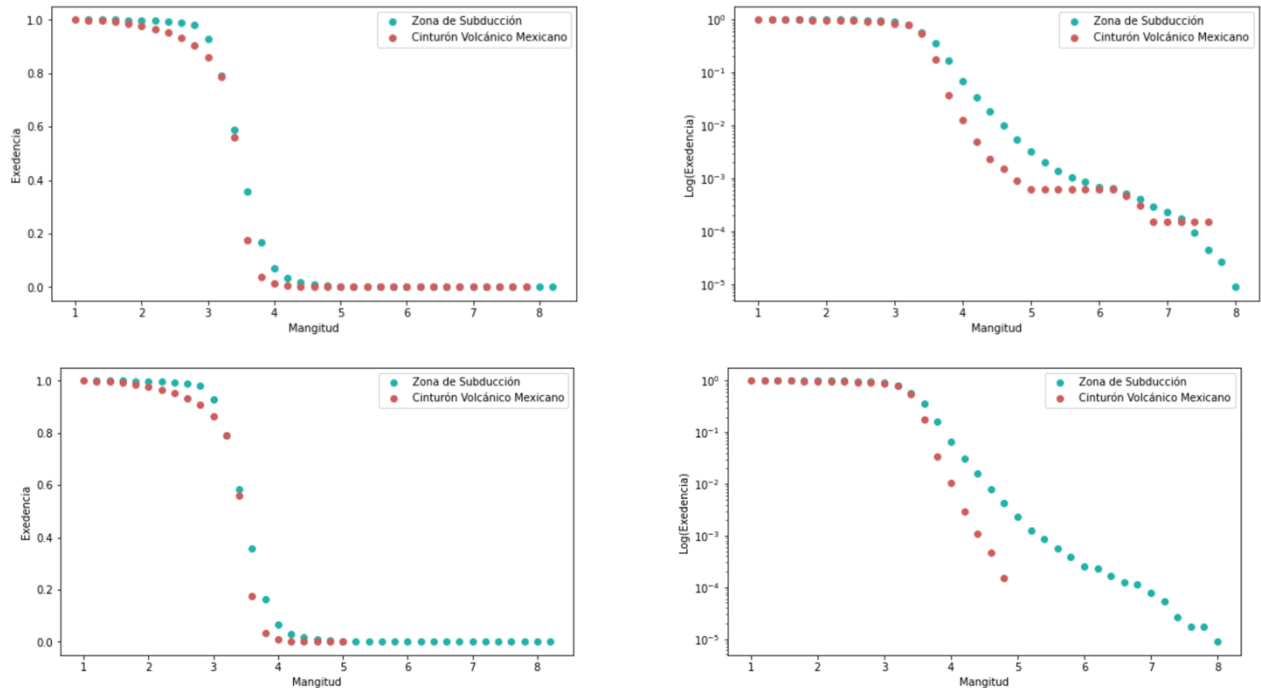 Zona de Subducción
Cinturón Volcánico Mexicano
Exedencia
1.0
0.8
0.6
0.4
0.2
0.0
1 2 3 4 5 6 7 8
Mangitud
Zona de Subducción
Cinturón Volcánico Mexicano
Log(Exedencia)
10⁰
10⁻¹
10⁻²
10⁻³
10⁻⁴
10⁻⁵
1 2 3 4 5 6 7 8
Mangitud
Zona de Subducción
Cinturón Volcánico Mexicano
Exedencia
1.0
0.8
0.6
0.4
0.2
0.0
1 2 3 4 5 6 7 8
Mangitud
Zona de Subducción
Cinturón Volcánico Mexicano
Log(Exedencia)
10⁰
10⁻¹
10⁻²
10⁻³
10⁻⁴
10⁻⁵
1 2 3 4 5 6 7 8
Mangitud